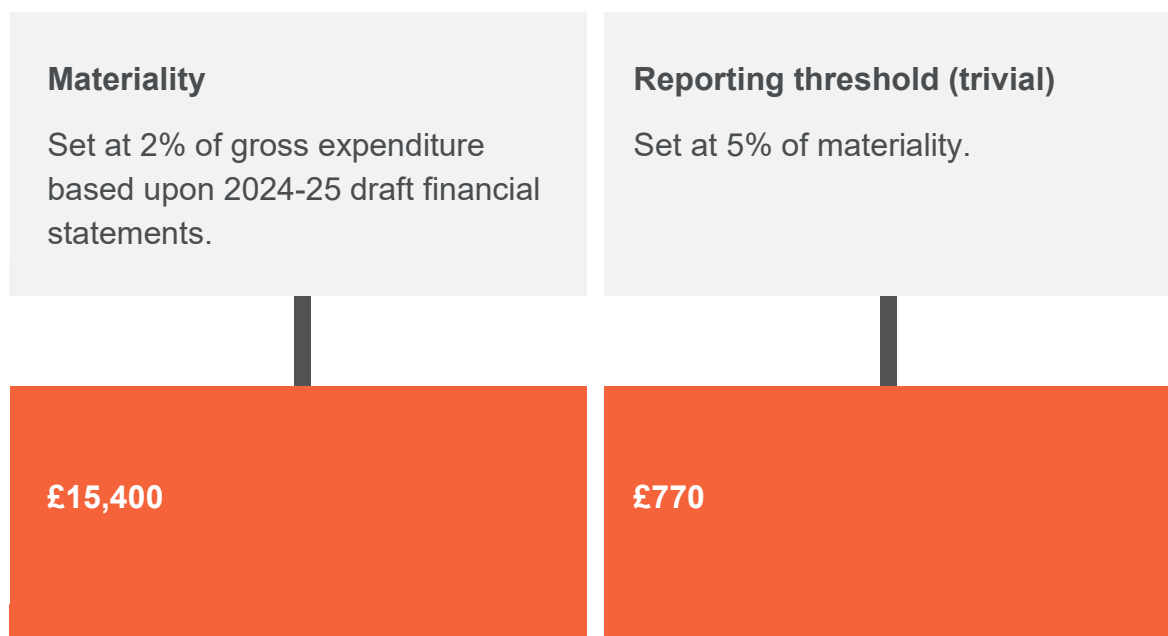 Materiality
Set at 2% of gross expenditure
based upon 2024-25 draft financial
statements.
£15,400
Reporting threshold (trivial)
Set at 5% of materiality.
£770